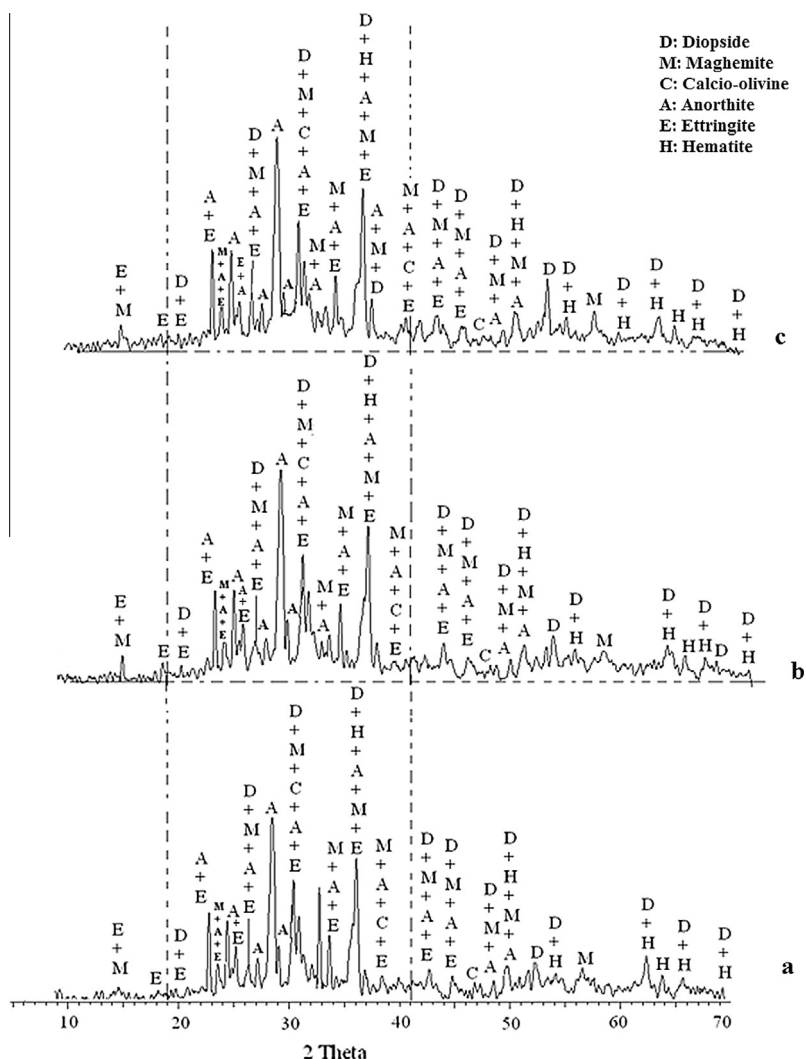 D: Diopside
M: Maghemite
C: Calcio-olivine
A: Anorthite
E: Ettringite
H: Hematite
E+M
E
D+E
A+E
M+A+E
A
E+A
D+M+A+E
A
A
A
D+M+C+A+E
M+A
M+A+E
D+H+A+M+E
A+M+D
M+A+C+E
D+M+A+E
D+M+A+E
C
D+M+A
D+H+M+A
D
D+H
M
D+H
D+H
H
D+H
D+H
c
E+M
E
D+E
A+E
M+A+E
A
A+E
D+M+A+E
A
A
A
D+M+C+A+E
M+A
M+A+E
D+H+A+M+E
M+A+C+E
D+M+A+E
D+M+A+E
C
D+M+A
D+H+M+A
D
D+H
M
D+H
H
D+H
D
D+H
b
E+M
E
D+E
A+E
M+A+E
A+E
D+M+A+E
A
A
A
D+M+C+A+E
M+A+E
D+H+A+M+E
M+A+C+E
D+M+A+E
D+M+A+E
C
D+M+A
D+H+M+A
D
D+H
M
D+H
H
D+H
D+H
a
10 20 30 40 50 60 70
2 Theta